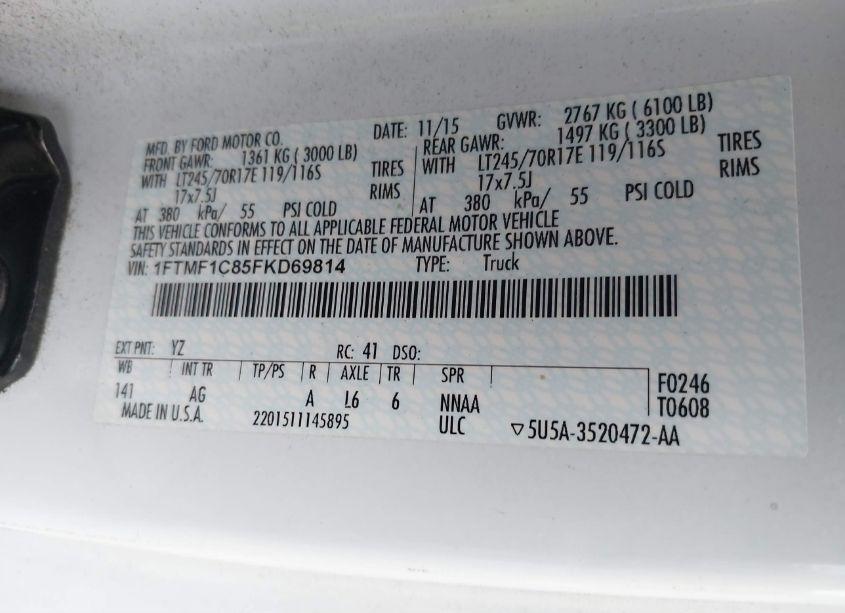 MFD. BY FORD MOTOR CO. DATE: 11/15 GVWR: 2767 KG ( 6100 LB)
FRONT GAWR: 1361 KG ( 3000 LB) REAR GAWR: 1497 KG ( 3300 LB)
WITH LT245/70R17E 119/116S TIRES WITH LT245/70R17E 119/116S TIRES
17x7.5J RIMS 17x7.5J RIMS
AT 380 kPa/ 55 PSI COLD AT 380 kPa/ 55 PSI COLD
THIS VEHICLE CONFORMS TO ALL APPLICABLE FEDERAL MOTOR VEHICLE
SAFETY STANDARDS IN EFFECT ON THE DATE OF MANUFACTURE SHOWN ABOVE.
VIN: 1FTMF1C85FKD69814 TYPE: Truck
EXT PNT: YZ RC: 41 DSO:
WB INT TR TP/PS R AXLE TR SPR
141 AG A L6 6 NNAA
F0246
T0608
MADE IN U.S.A. 2201511145895 ULC ▽5U5A-3520472-AA